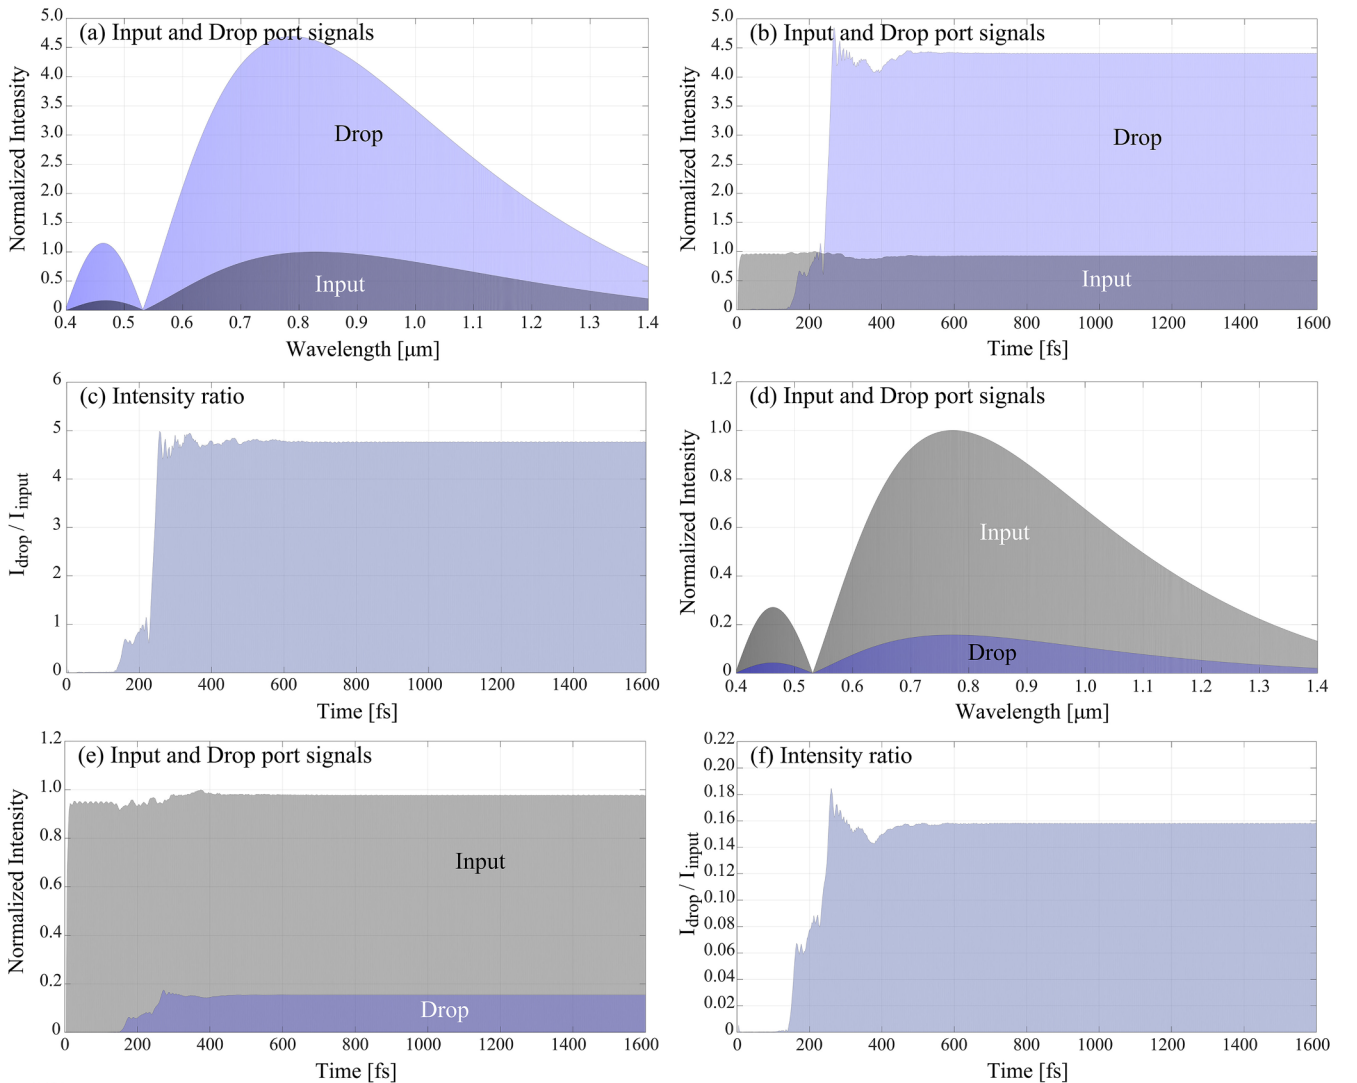 (a) Input and Drop port signals
Normalized Intensity
5.0
4.5
4.0
3.5
3.0
2.5
2.0
1.5
1.0
0.5
0
Drop
Input
0.4 0.5 0.6 0.7 0.8 0.9 1.0 1.1 1.2 1.3 1.4
Wavelength [μm]
(b) Input and Drop port signals
Normalized Intensity
5.0
4.5
4.0
3.5
3.0
2.5
2.0
1.5
1.0
0.5
0
Drop
Input
0 200 400 600 800 1000 1200 1400 1600
Time [fs]
(c) Intensity ratio
I_drop / I_input
6
5
4
3
2
1
0
0 200 400 600 800 1000 1200 1400 1600
Time [fs]
(d) Input and Drop port signals
Normalized Intensity
1.2
1.0
0.8
0.6
0.4
0.2
0
Input
Drop
0.4 0.5 0.6 0.7 0.8 0.9 1.0 1.1 1.2 1.3 1.4
Wavelength [μm]
(e) Input and Drop port signals
Normalized Intensity
1.2
1.0
0.8
0.6
0.4
0.2
0
Input
Drop
0 200 400 600 800 1000 1200 1400 1600
Time [fs]
(f) Intensity ratio
I_drop / I_input
0.22
0.20
0.18
0.16
0.14
0.12
0.10
0.08
0.06
0.04
0.02
0
0 200 400 600 800 1000 1200 1400 1600
Time [fs]